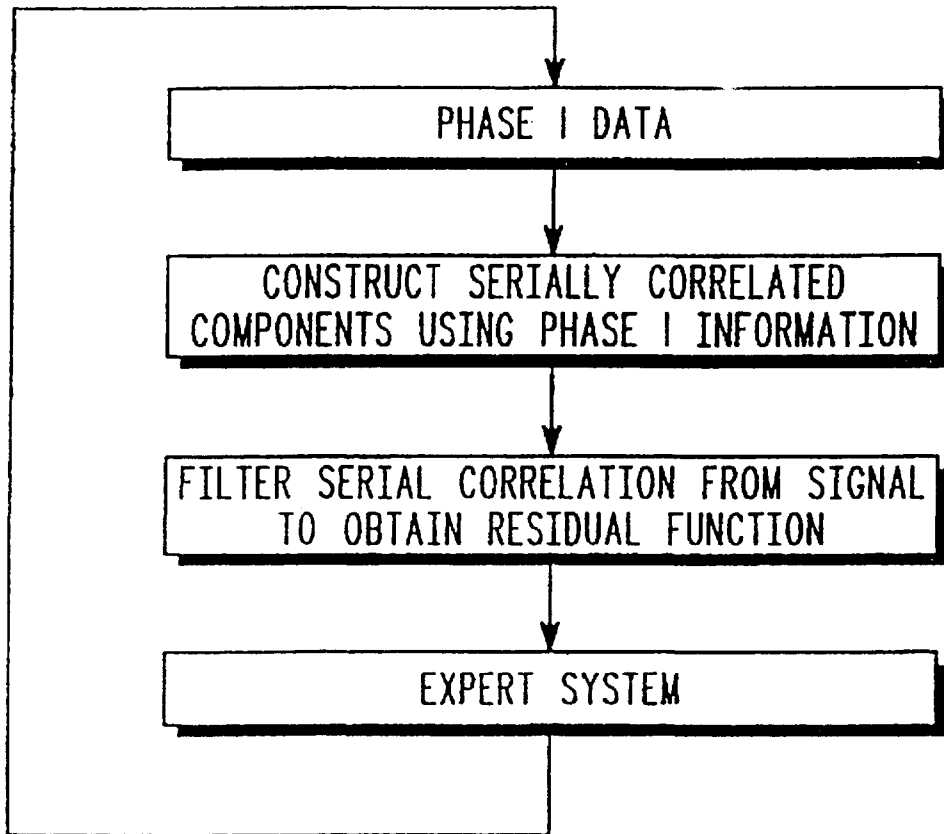 PHASE I DATA
CONSTRUCT SERIALLY CORRELATED
COMPONENTS USING PHASE I INFORMATION
FILTER SERIAL CORRELATION FROM SIGNAL
TO OBTAIN RESIDUAL FUNCTION
EXPERT SYSTEM